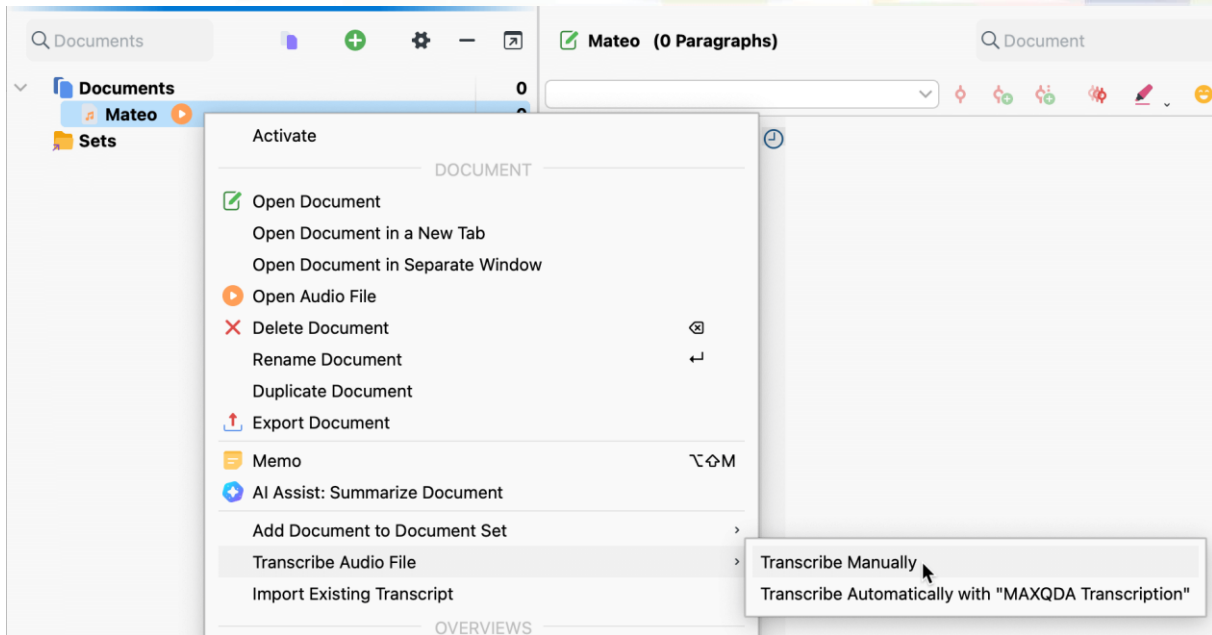 Documents
Mateo (0 Paragraphs)
Document
Documents 0
Mateo
Sets
Activate
DOCUMENT
Open Document
Open Document in a New Tab
Open Document in Separate Window
Open Audio File
Delete Document ⌫
Rename Document ↵
Duplicate Document
Export Document
Memo ⌥⇧M
AI Assist: Summarize Document
Add Document to Document Set ›
Transcribe Audio File ›
Transcribe Manually
Import Existing Transcript
Transcribe Automatically with "MAXQDA Transcription"
OVERVIEWS